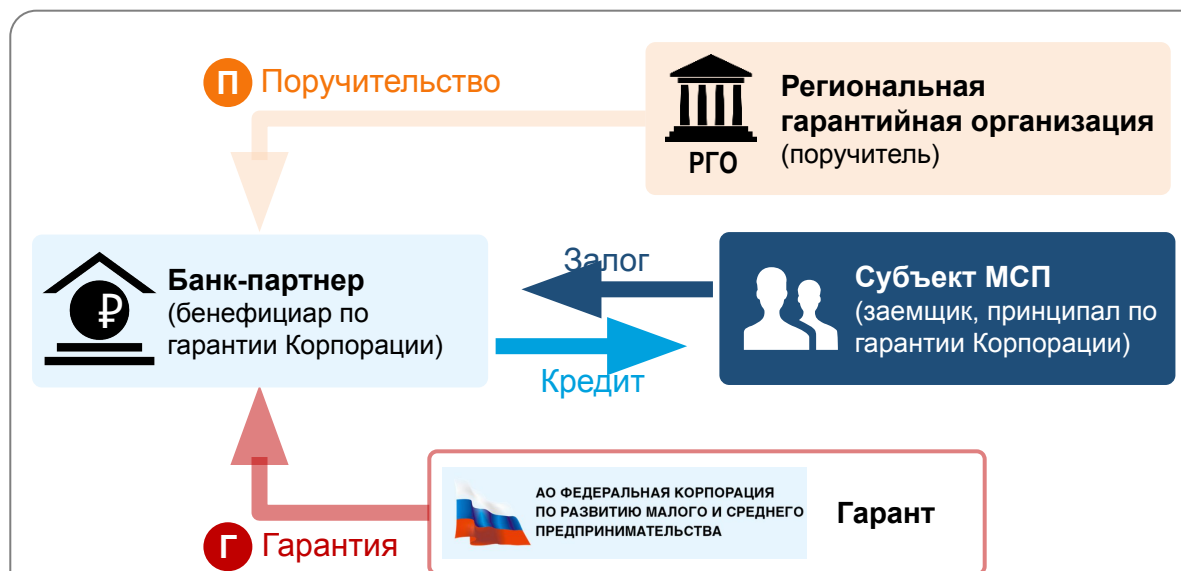 П Поручительство
Региональная
гарантийная организация
(поручитель)
РГО
Банк-партнер
(бенефициар по
гарантии Корпорации)
Залог
Кредит
Субъект МСП
(заемщик, принципал по
гарантии Корпорации)
АО ФЕДЕРАЛЬНАЯ КОРПОРАЦИЯ
ПО РАЗВИТИЮ МАЛОГО И СРЕДНЕГО
ПРЕДПРИНИМАТЕЛЬСТВА
Гарант
Г Гарантия